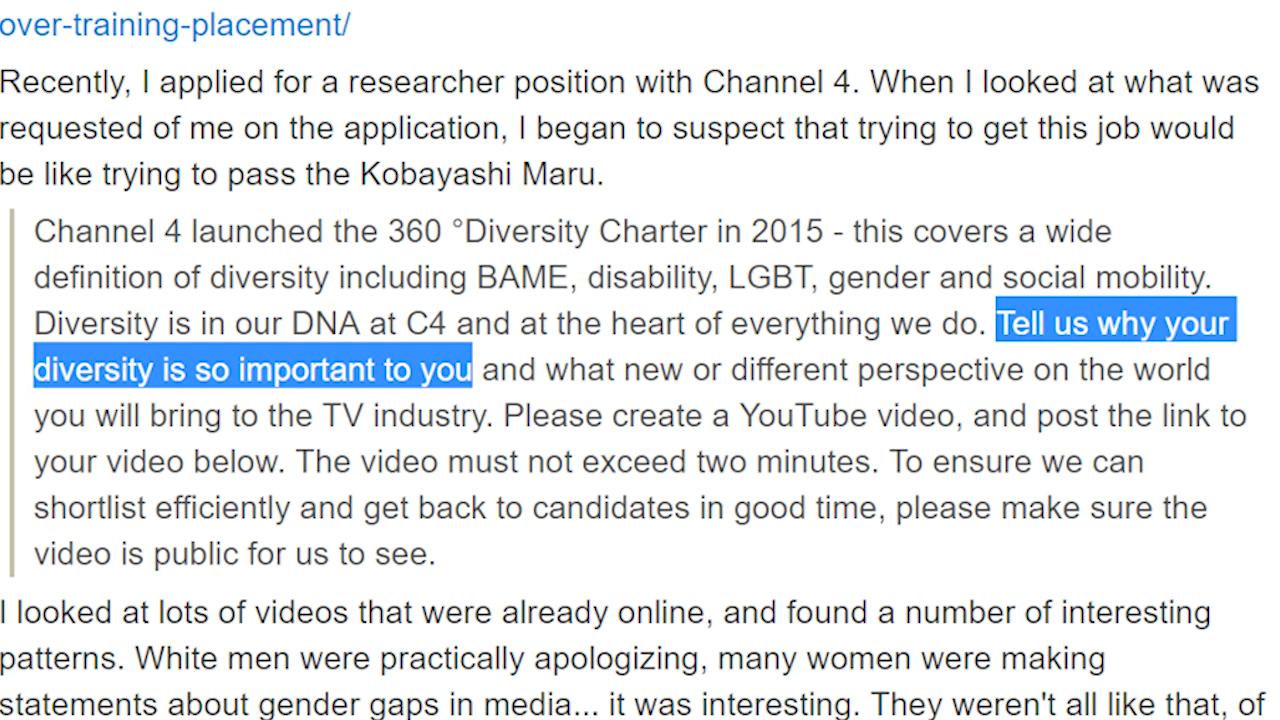 over-training-placement/
Recently, I applied for a researcher position with Channel 4. When I looked at what was
requested of me on the application, I began to suspect that trying to get this job would
be like trying to pass the Kobayashi Maru.
Channel 4 launched the 360 °Diversity Charter in 2015 - this covers a wide
definition of diversity including BAME, disability, LGBT, gender and social mobility.
Diversity is in our DNA at C4 and at the heart of everything we do. Tell us why your
diversity is so important to you and what new or different perspective on the world
you will bring to the TV industry. Please create a YouTube video, and post the link to
your video below. The video must not exceed two minutes. To ensure we can
shortlist efficiently and get back to candidates in good time, please make sure the
video is public for us to see.
I looked at lots of videos that were already online, and found a number of interesting
patterns. White men were practically apologizing, many women were making
statements about gender gaps in media... it was interesting. They weren't all like that, of